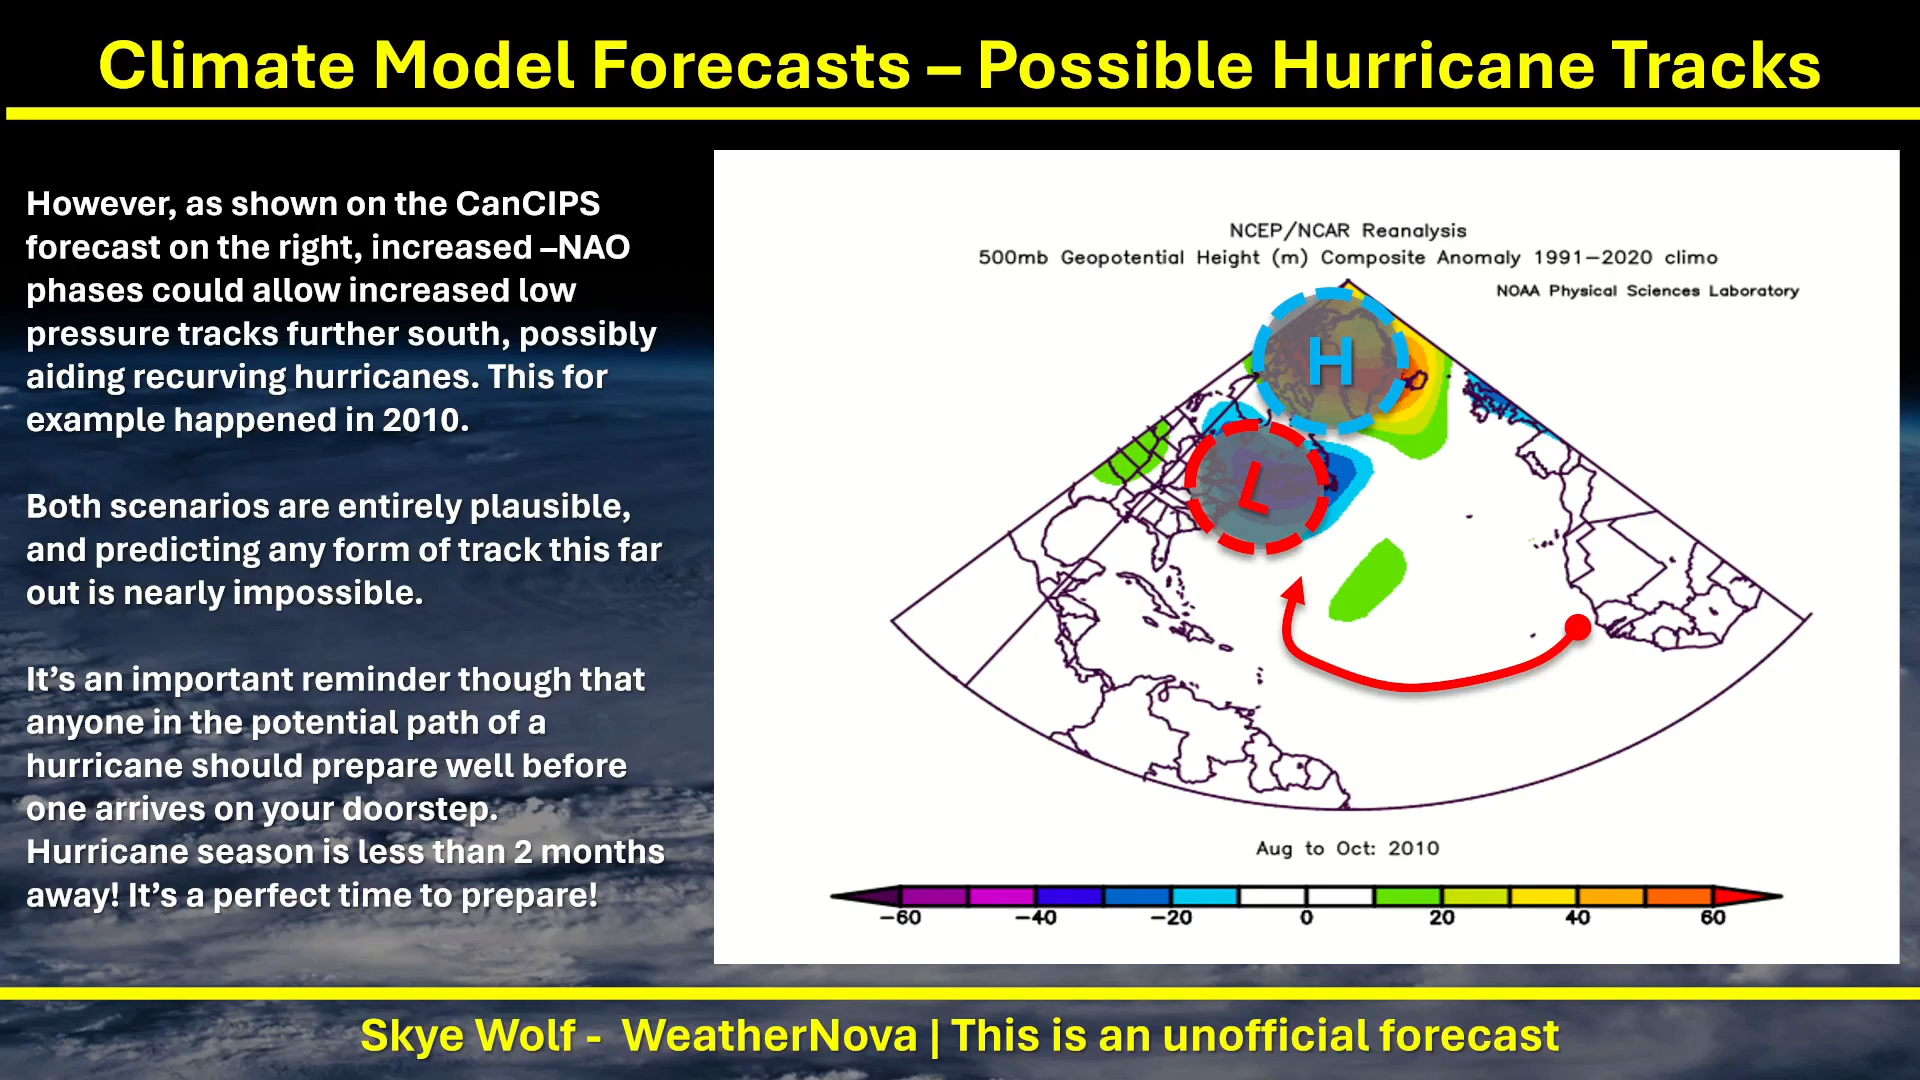 Climate Model Forecasts – Possible Hurricane Tracks
However, as shown on the CanCIPS
forecast on the right, increased –NAO
phases could allow increased low
pressure tracks further south, possibly
aiding recurving hurricanes. This for
example happened in 2010.
Both scenarios are entirely plausible,
and predicting any form of track this far
out is nearly impossible.
It's an important reminder though that
anyone in the potential path of a
hurricane should prepare well before
one arrives on your doorstep.
Hurricane season is less than 2 months
away! It's a perfect time to prepare!
NCEP/NCAR Reanalysis
500mb Geopotential Height (m) Composite Anomaly 1991–2020 climo
NOAA Physical Sciences Laboratory
H
L
Aug to Oct: 2010
−60 −40 −20 0 20 40 60
Skye Wolf - WeatherNova | This is an unofficial forecast